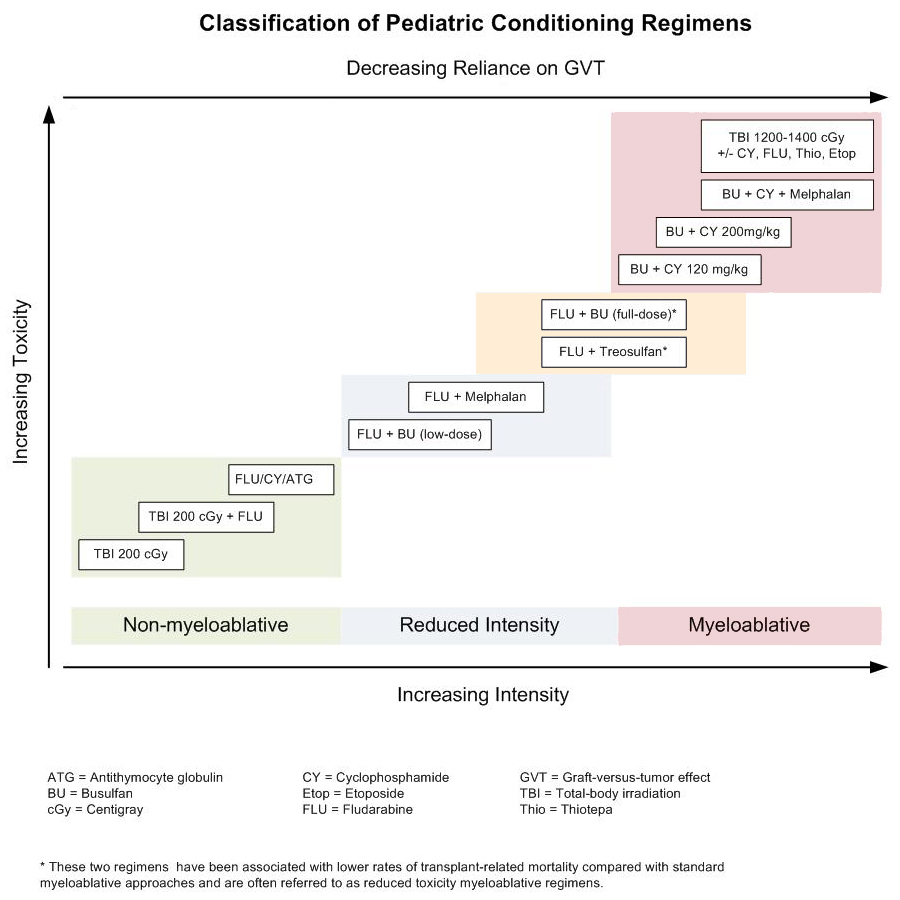 Classification of Pediatric Conditioning Regimens
Decreasing Reliance on GVT
Increasing Toxicity
TBI 1200-1400 cGy
+/- CY, FLU, Thio, Etop
BU + CY + Melphalan
BU + CY 200mg/kg
BU + CY 120 mg/kg
FLU + BU (full-dose)*
FLU + Treosulfan*
FLU + Melphalan
FLU + BU (low-dose)
FLU/CY/ATG
TBI 200 cGy + FLU
TBI 200 cGy
Non-myeloablative
Reduced Intensity
Myeloablative
Increasing Intensity
ATG = Antithymocyte globulin
BU = Busulfan
cGy = Centigray
CY = Cyclophosphamide
Etop = Etoposide
FLU = Fludarabine
GVT = Graft-versus-tumor effect
TBI = Total-body irradiation
Thio = Thiotepa
* These two regimens have been associated with lower rates of transplant-related mortality compared with standard
myeloablative approaches and are often referred to as reduced toxicity myeloablative regimens.